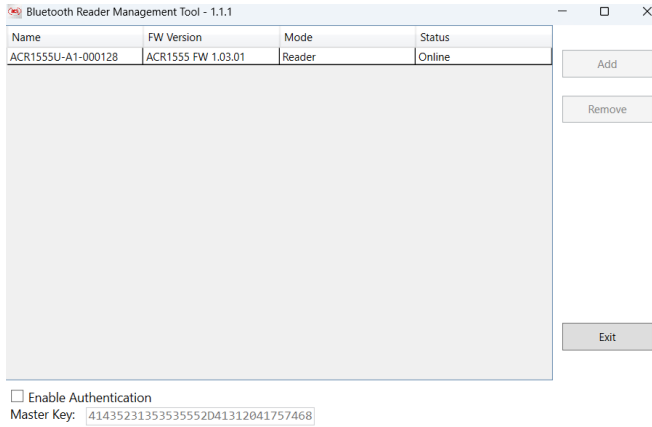 Bluetooth Reader Management Tool - 1.1.1
Name FW Version Mode Status
ACR1555U-A1-000128 ACR1555 FW 1.03.01 Reader Online
Add
Remove
Exit
Enable Authentication
Master Key: 41435231353535552D41312041757468